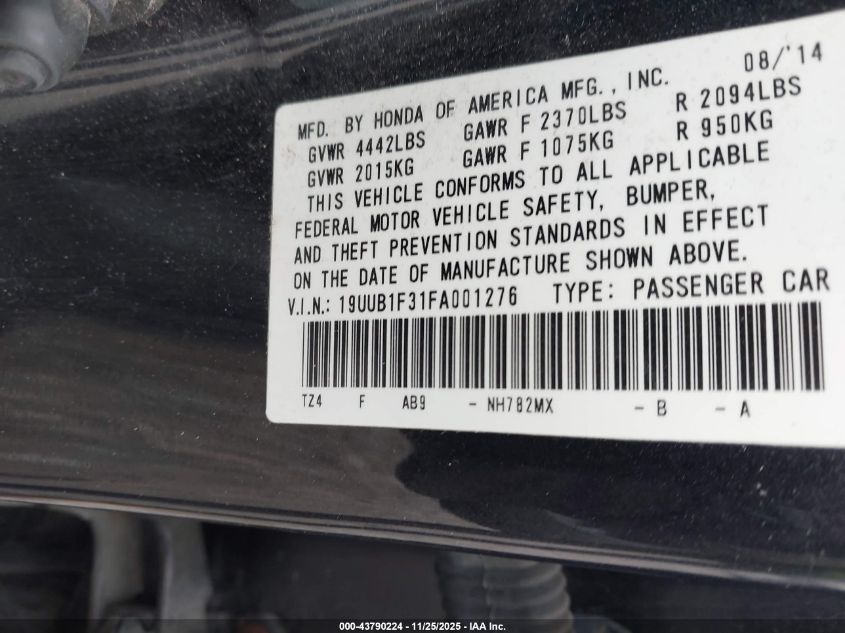 08/'14
MFD. BY HONDA OF AMERICA MFG., INC.
GVWR 4442LBS GAWR F 2370LBS R 2094LBS
GVWR 2015KG GAWR F 1075KG R 950KG
THIS VEHICLE CONFORMS TO ALL APPLICABLE
FEDERAL MOTOR VEHICLE SAFETY, BUMPER,
AND THEFT PREVENTION STANDARDS IN EFFECT
ON THE DATE OF MANUFACTURE SHOWN ABOVE.
V.I.N.: 19UUB1F31FA001276 TYPE: PASSENGER CAR
TZ4 F AB9 - NH782MX - B - A
000-43790224 - 11/25/2025 - IAA Inc.